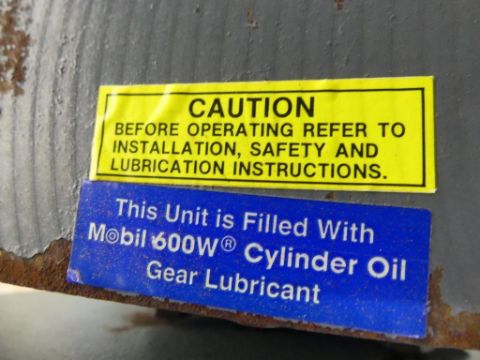 CAUTION
BEFORE OPERATING REFER TO
INSTALLATION, SAFETY AND
LUBRICATION INSTRUCTIONS.
This Unit is Filled With
Mobil 600W® Cylinder Oil
Gear Lubricant